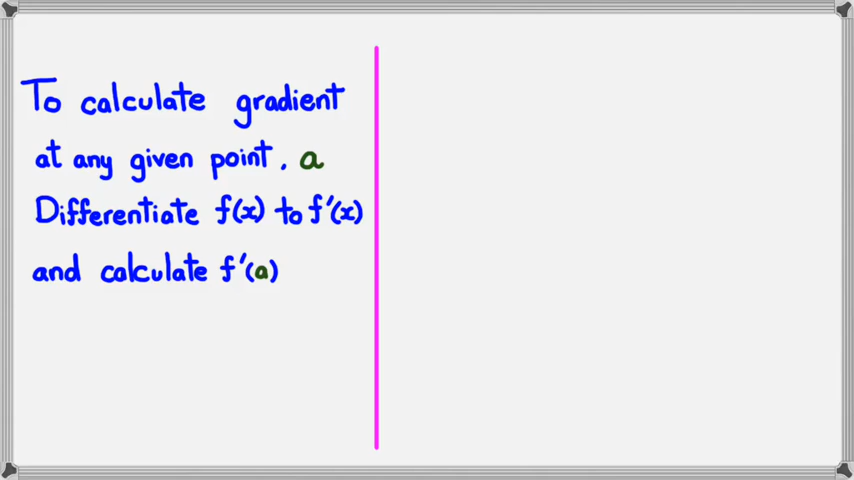 To calculate gradient
at any given point, a
Differentiate f(x) to f'(x)
and calculate f'(a)